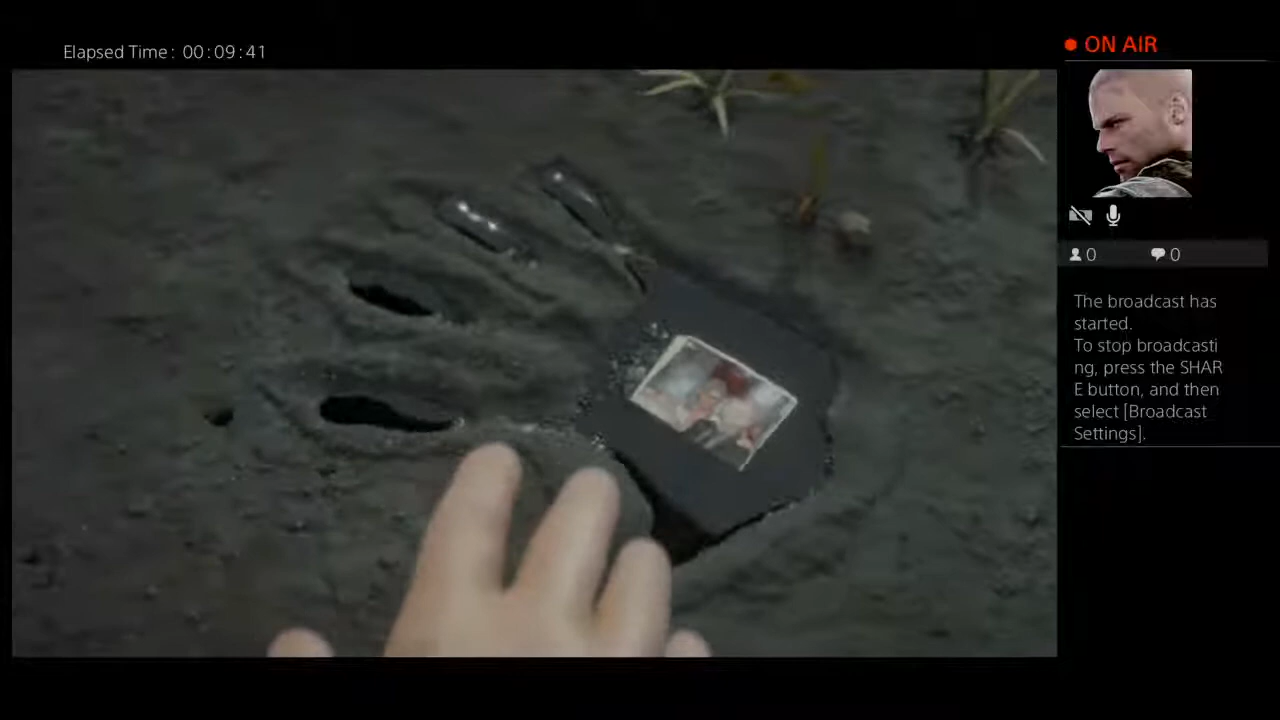 Elapsed Time: 00:09:41
ON AIR
0
0
The broadcast has
started.
To stop broadcasti
ng, press the SHAR
E button, and then
select [Broadcast
Settings].